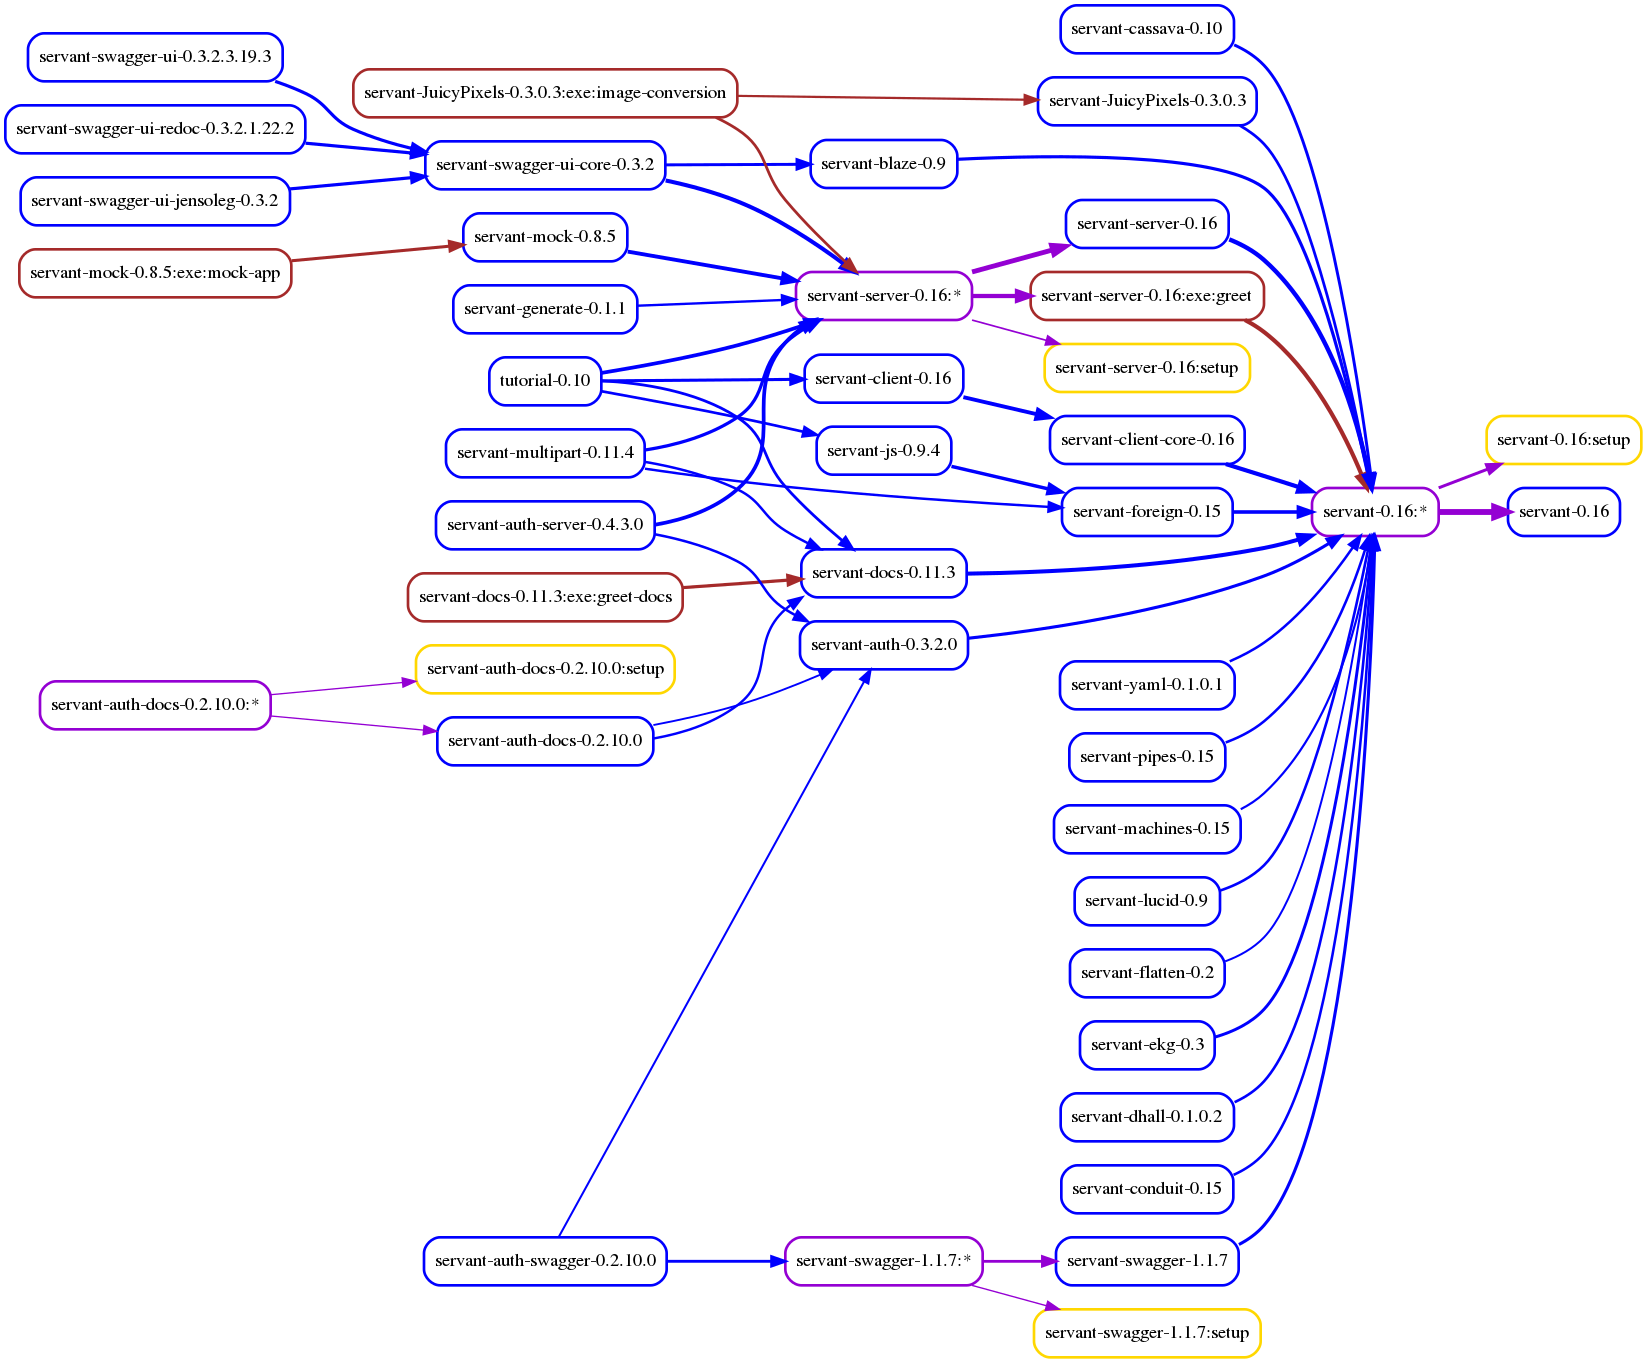 servant-cassava-0.10
servant-swagger-ui-0.3.2.3.19.3
servant-JuicyPixels-0.3.0.3:exe:image-conversion
servant-JuicyPixels-0.3.0.3
servant-swagger-ui-redoc-0.3.2.1.22.2
servant-swagger-ui-core-0.3.2
servant-blaze-0.9
servant-swagger-ui-jensoleg-0.3.2
servant-mock-0.8.5
servant-server-0.16
servant-mock-0.8.5:exe:mock-app
servant-server-0.16:*
servant-server-0.16:exe:greet
servant-generate-0.1.1
servant-server-0.16:setup
tutorial-0.10
servant-client-0.16
servant-client-core-0.16
servant-0.16:setup
servant-multipart-0.11.4
servant-js-0.9.4
servant-foreign-0.15
servant-0.16:*
servant-0.16
servant-auth-server-0.4.3.0
servant-docs-0.11.3
servant-docs-0.11.3:exe:greet-docs
servant-auth-0.3.2.0
servant-auth-docs-0.2.10.0:setup
servant-yaml-0.1.0.1
servant-auth-docs-0.2.10.0:*
servant-auth-docs-0.2.10.0
servant-pipes-0.15
servant-machines-0.15
servant-lucid-0.9
servant-flatten-0.2
servant-ekg-0.3
servant-dhall-0.1.0.2
servant-conduit-0.15
servant-auth-swagger-0.2.10.0
servant-swagger-1.1.7:*
servant-swagger-1.1.7
servant-swagger-1.1.7:setup